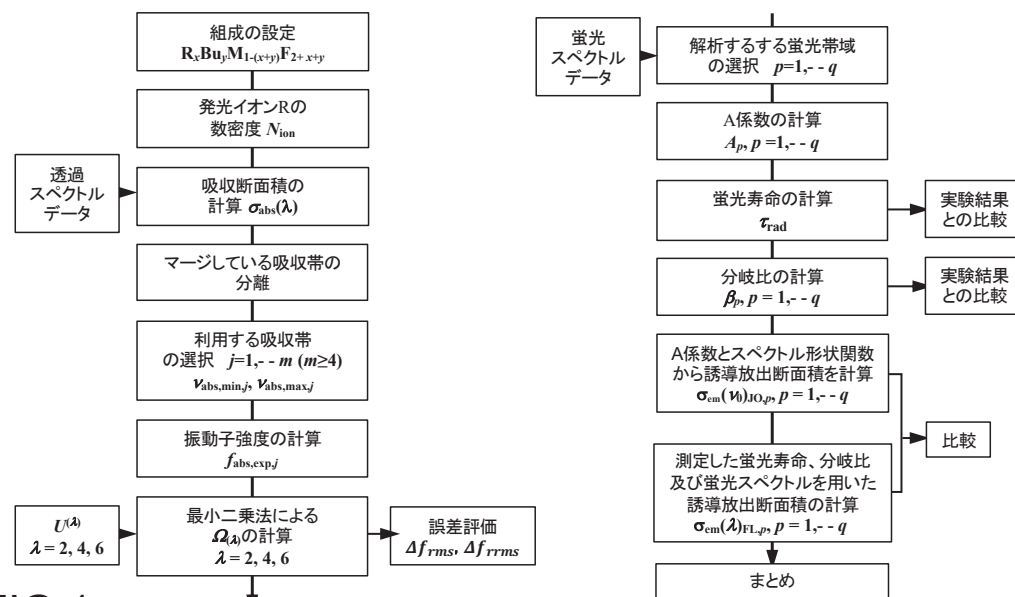 組成の設定
RxBuyM1-(x+y)F2+x+y
発光イオンRの
数密度 Nion
透過
スペクトル
データ
吸収断面積の
計算 σabs(λ)
マージしている吸収帯の
分離
利用する吸収帯
の選択 j=1,- - m (m≥4)
νabs,min,j, νabs,max,j
振動子強度の計算
fabs,exp,j
U(λ)
λ = 2, 4, 6
最小二乗法による
Ω(λ)の計算
λ = 2, 4, 6
誤差評価
Δfrms, Δfrrms
蛍光
スペクトル
データ
解析するする蛍光帯域
の選択 p=1,- - q
A係数の計算
Ap, p =1,- - q
蛍光寿命の計算
τrad
実験結果
との比較
分岐比の計算
βp, p = 1,- - q
実験結果
との比較
A係数とスペクトル形状関数
から誘導放出断面積を計算
σem(ν0)JO,p, p = 1,- - q
比較
測定した蛍光寿命、分岐比
及び蛍光スペクトルを用いた
誘導放出断面積の計算
σem(λ)FL,p, p = 1,- - q
まとめ